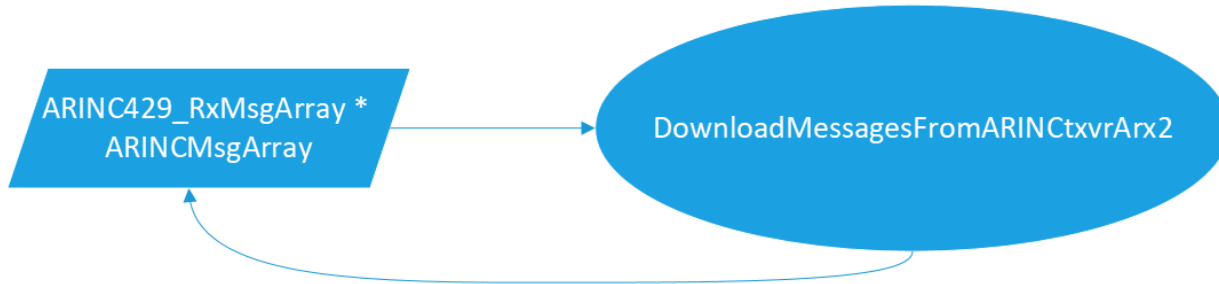 ARINC429_RxMsgArray *
ARINCMsgArray
DownloadMessagesFromARINCtxvrArx2